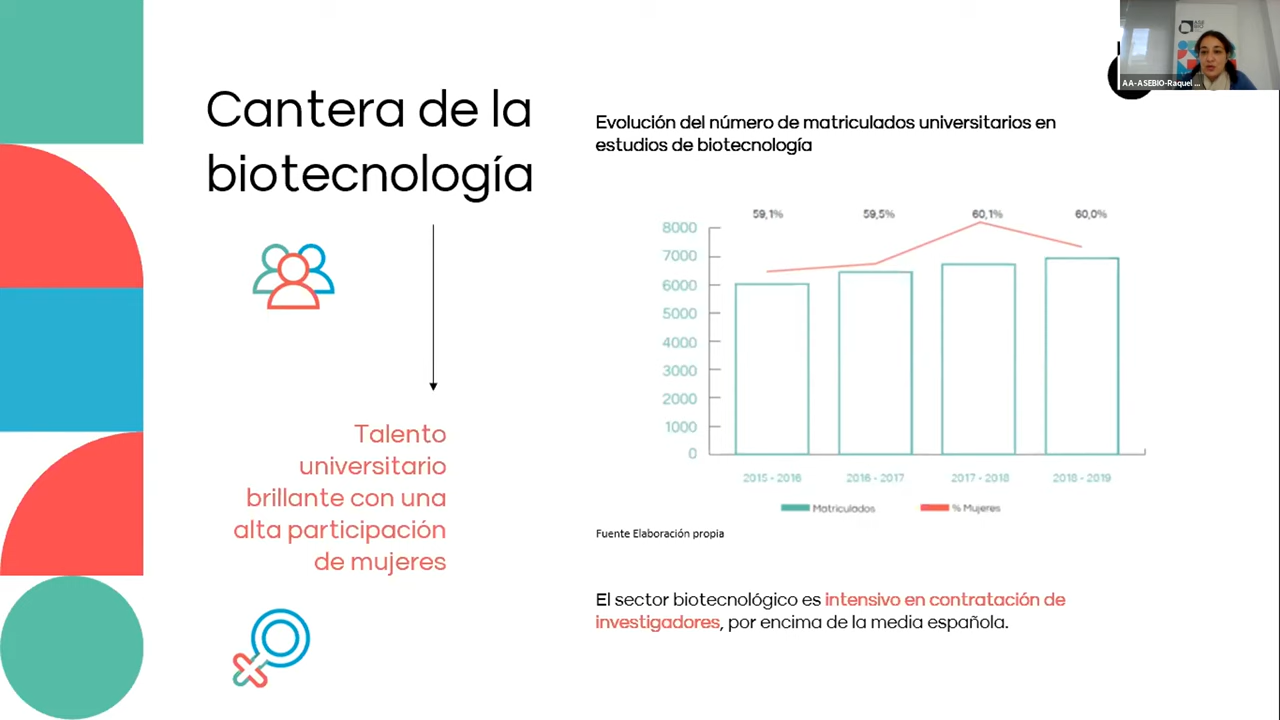 Cantera de la
biotecnología
Talento
universitario
brillante con una
alta participación
de mujeres
Evolución del número de matriculados universitarios en
estudios de biotecnología
59,1% 59,5% 60,1% 60,0%
8000
7000
6000
5000
4000
3000
2000
1000
0
2015 - 2016 2016 - 2017 2017 - 2018 2018 - 2019
Matriculados % Mujeres
Fuente Elaboración propia
El sector biotecnológico es intensivo en contratación de
investigadores, por encima de la media española.
ASE
BIO
AA-ASEBIO-Raquel ...